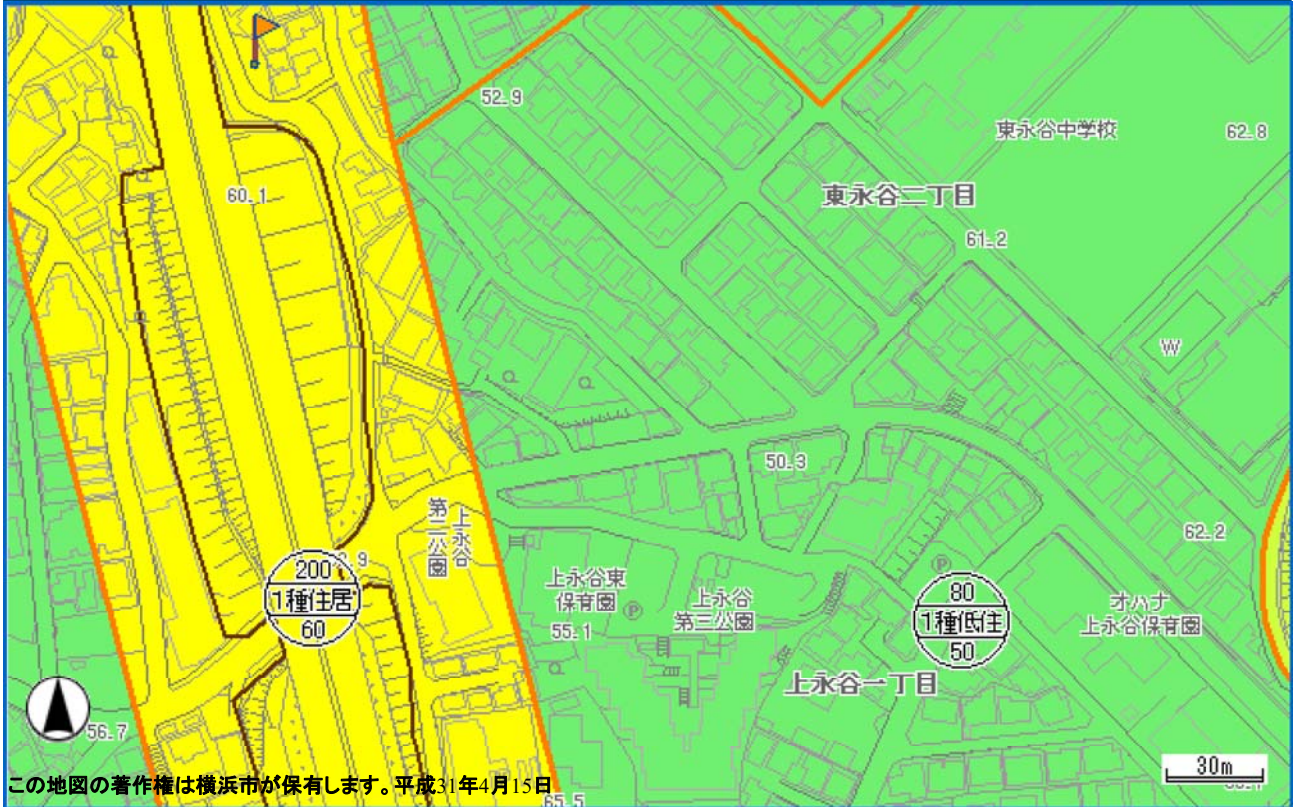 52.9
東永谷中学校
62.8
60.1
東永谷二丁目
61.2
W
50.3
上永谷
第二公園
62.2
200
1種住居
60
上永谷東
保育園
P
55.1
上永谷
第三公園
P
80
1種低住
50
オハナ
上永谷保育園
上永谷一丁目
56.7
30m
この地図の著作権は横浜市が保有します。平成31年4月15日
65.5